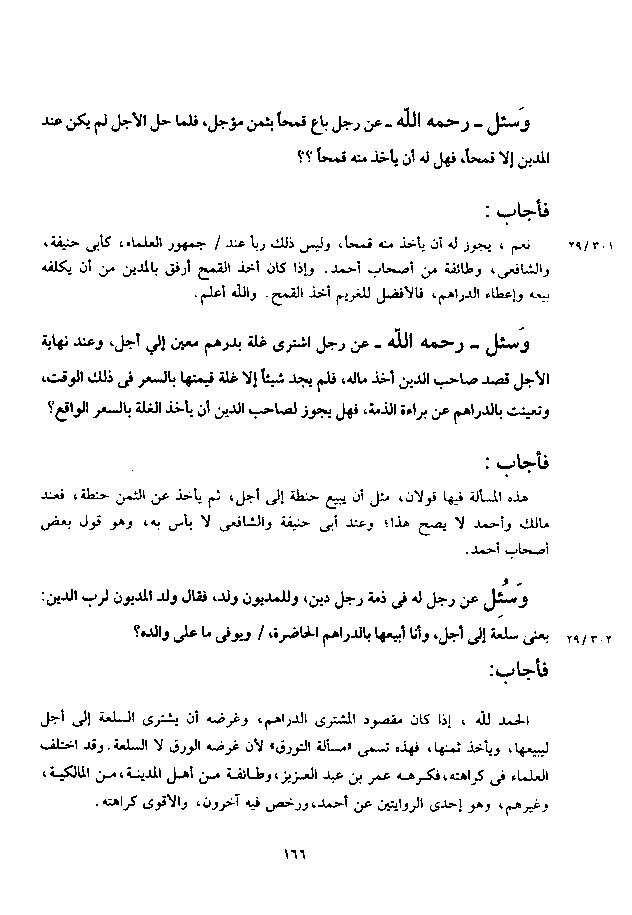 وَسئل ـ رحمه اللّه ـ عن رجل باع قمحاً بثمن مؤجل، فلما حل الأجل لم يكن عند
المدين إلا قمحاً، فهل له أن يأخذ منه قمحاً ؟؟
فأجاب :
٢٩/٣٠١ نعم ، يجوز له أن يأخذ منه قمحاً، وليس ذلك ربا عند / جمهور العلماء، كأبى حنيفة،
والشافعى، وطائفة من أصحاب أحمد. وإذا كان أخذ القمح أرفق بالمدين من أن يكلفه
بيعه وإعطاء الدراهم، فالأفضل للغريم أخذ القمح. والله أعلم.
وَسئل ـ رحمه اللّه ـ عن رجل اشترى غلة بدرهم معين إلي أجل، وعند نهاية
الأجل قصد صاحب الدين أخذ ماله، فلم يجد شيئاً إلا غلة قيمتها بالسعر فى ذلك الوقت،
وتعينت بالدراهم عن براءة الذمة، فهل يجوز لصاحب الدين أن يأخذ الغلة بالسعر الواقع؟
فأجاب :
هذه المسألة فيها قولان، مثل أن يبيع حنطة إلى أجل، ثم يأخذ عن الثمن حنطة، فعند
مالك وأحمد لا يصح هذا؛ وعند أبى حنيفة والشافعى لا بأس به، وهو قول بعض
أصحاب أحمد.
وَسُئِل عن رجل له فى ذمة رجل دين، وللمديون ولد، فقال ولد المديون لرب الدين:
٢٩/٣٠٢ بعنى سلعة إلى أجل، وأنا أبيعها بالدراهم الحاضرة، / ويوفى ما على والده؟
فأجاب:
الحمد لله ، إذا كان مقصود المشترى الدراهم، وغرضه أن يشترى السلعة إلى أجل
ليبيعها، ويأخذ ثمنها، فهذه تسمى «مسألة التورق» لأن غرضه الورق لا السلعة. وقد اختلف
العلماء فى كراهته، فكرهه عمر بن عبد العزيز، وطائفة من أهل المدينة، من المالكية،
وغيرهم، وهو إحدى الروايتين عن أحمد، ورخص فيه آخرون، والأقوى كراهته.
١٦٦